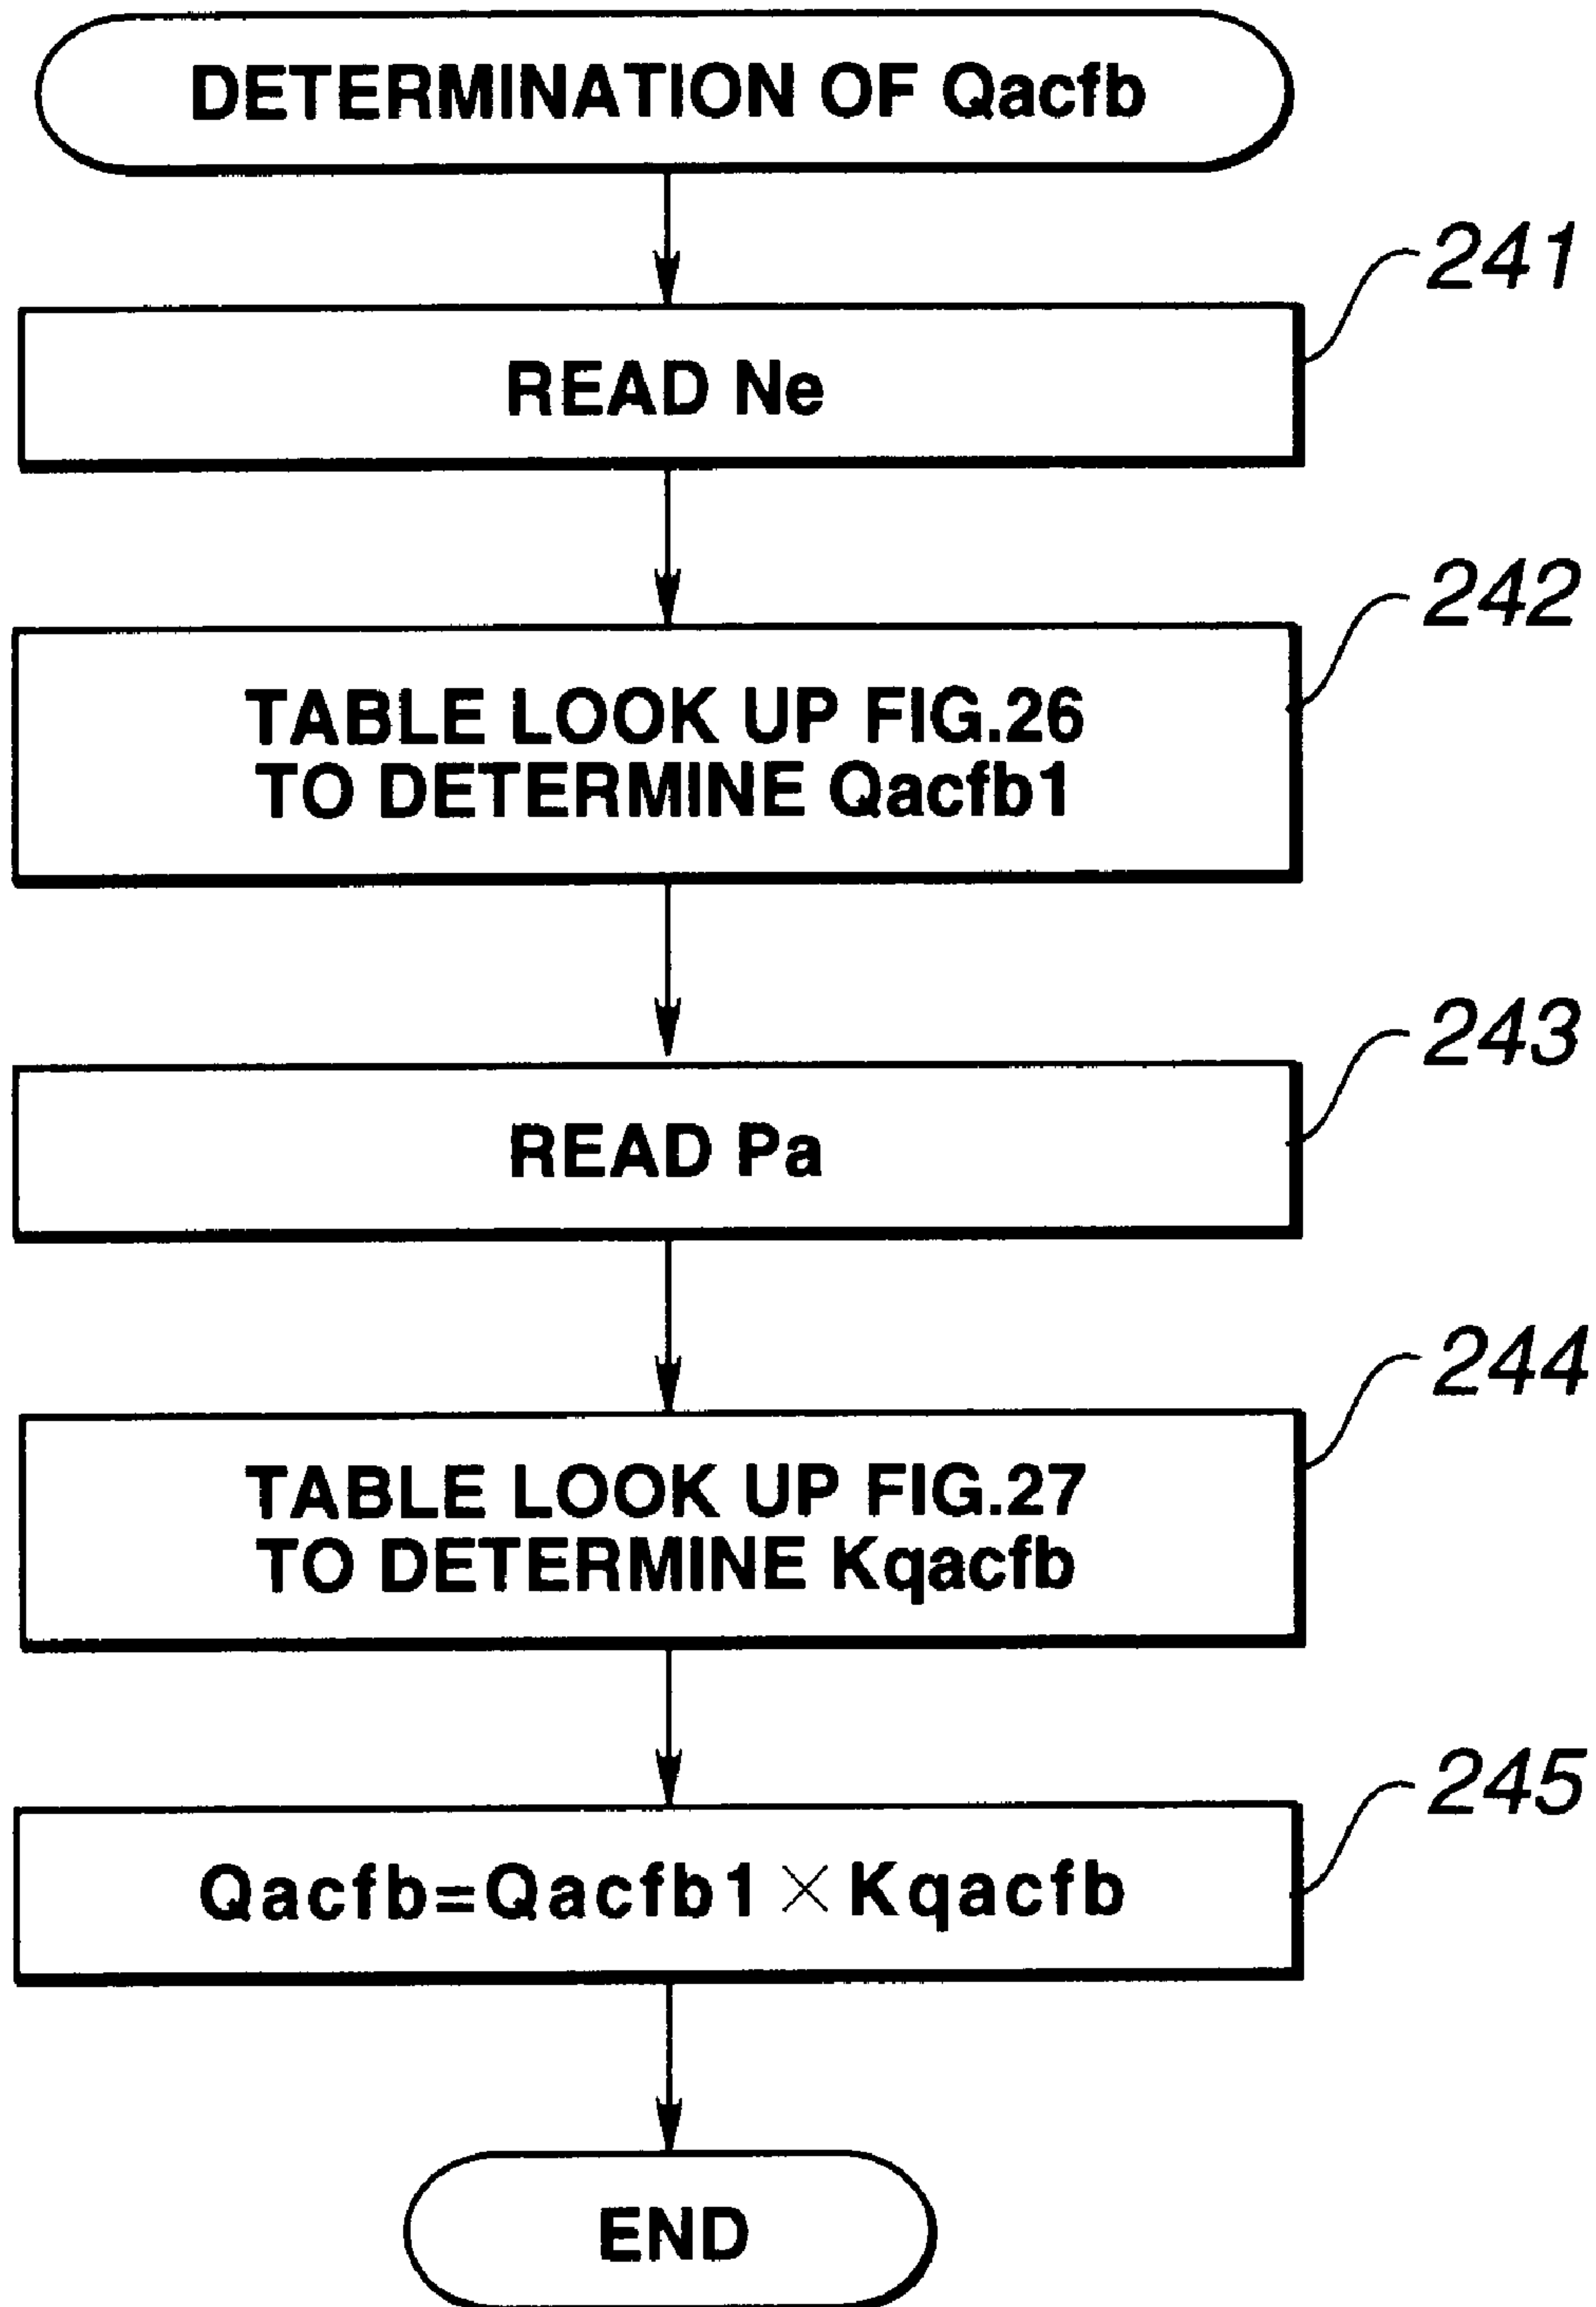 DETERMINATION OF Qacfb
241
READ Ne
242
TABLE LOOK UP FIG.26
TO DETERMINE Qacfb1
243
READ Pa
244
TABLE LOOK UP FIG.27
TO DETERMINE Kqacfb
245
Qacfb=Qacfb1×Kqacfb
END